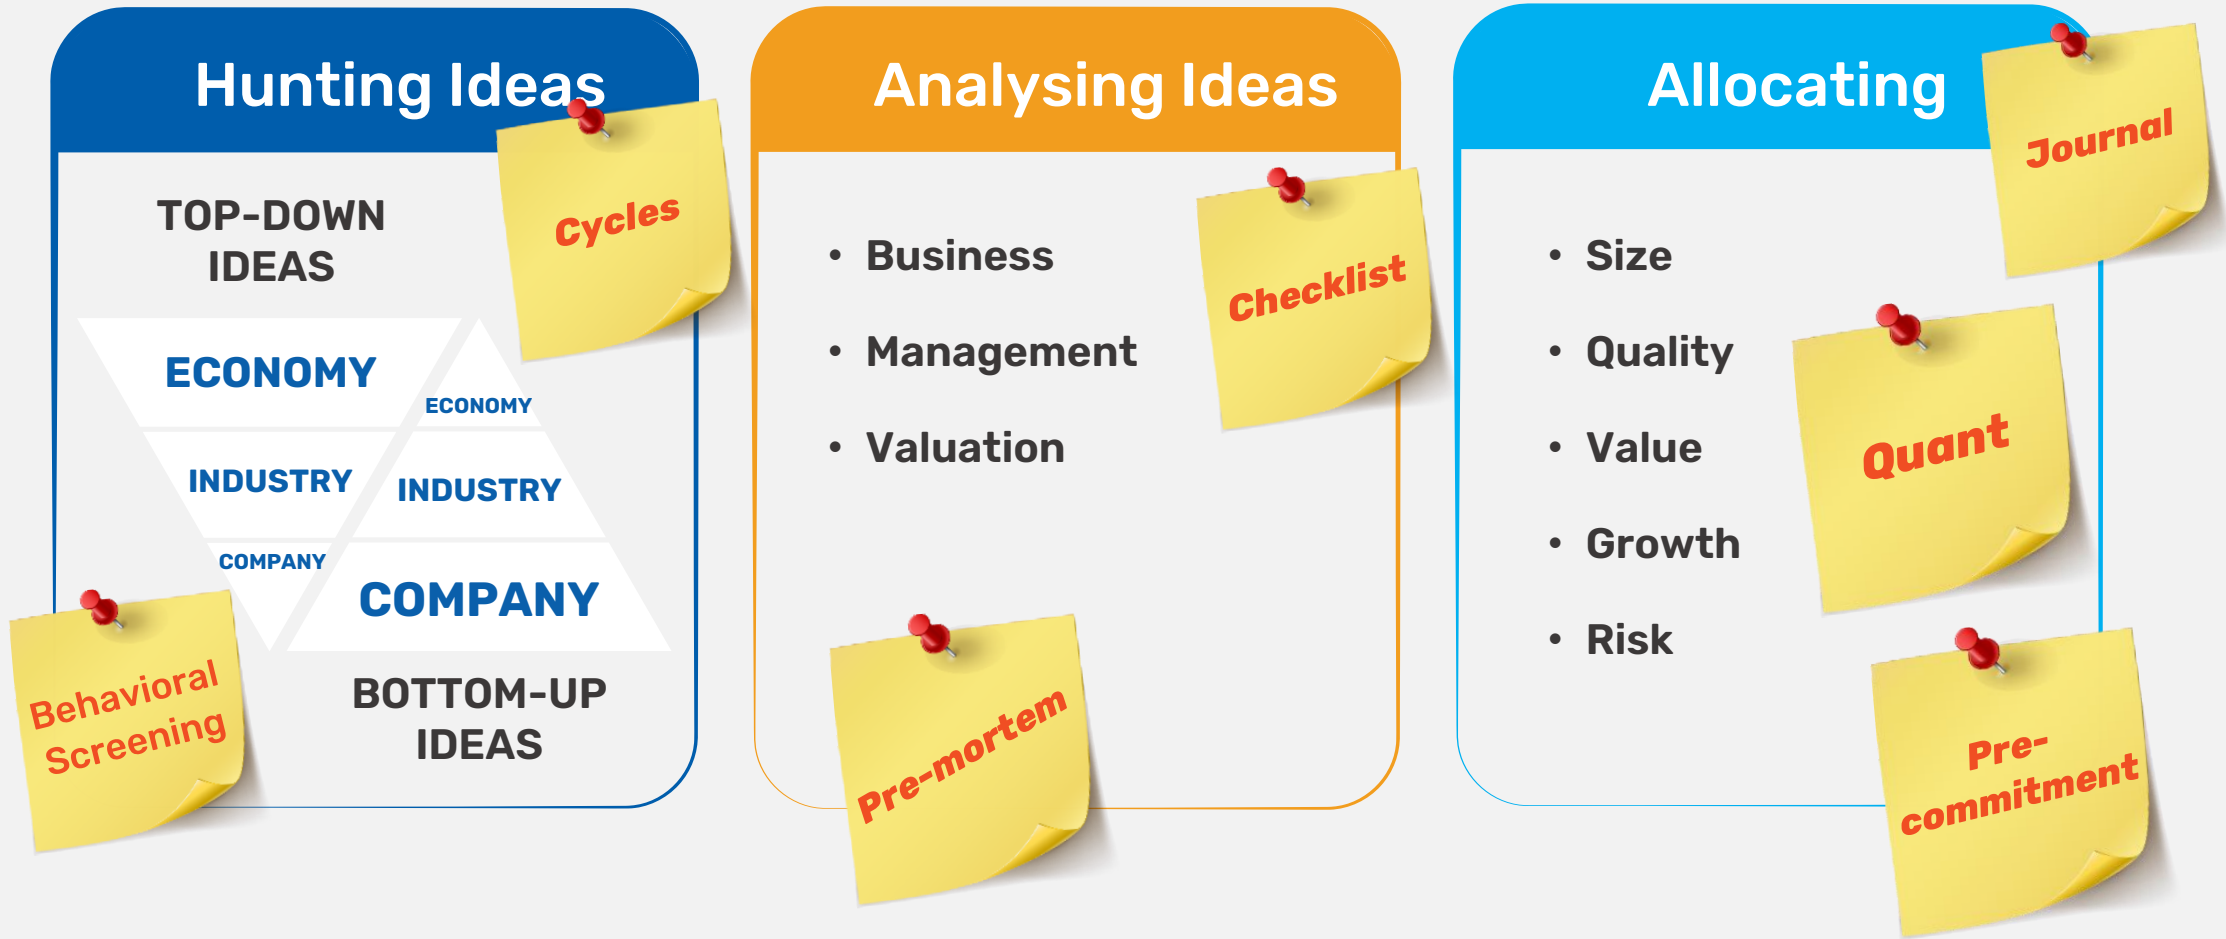 Hunting Ideas
Cycles
TOP-DOWN
IDEAS
ECONOMY
INDUSTRY
COMPANY
ECONOMY
INDUSTRY
COMPANY
BOTTOM-UP
IDEAS
Behavioral
Screening
Analysing Ideas
Checklist
• Business
• Management
• Valuation
Pre-mortem
Allocating
Journal
• Size
• Quality
• Value
• Growth
• Risk
Quant
Pre-
commitment